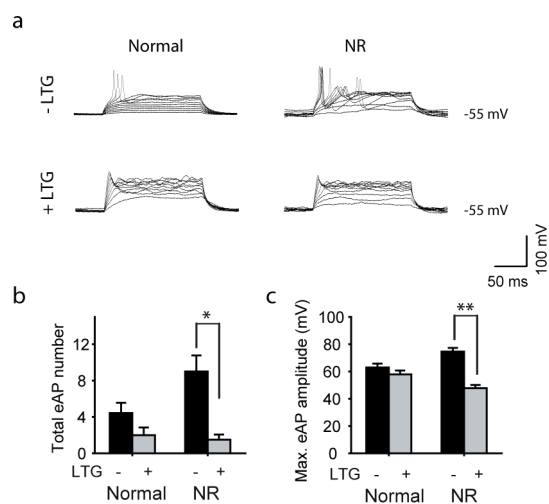 a
Normal
NR
- LTG
-55 mV
-55 mV
+ LTG
100 mV
50 ms
b
c
Total eAP number
12
8
4
0
*
LTG - + - +
Normal NR
Max. eAP amplitude (mV)
100
80
60
40
20
0
**
LTG - + - +
Normal NR